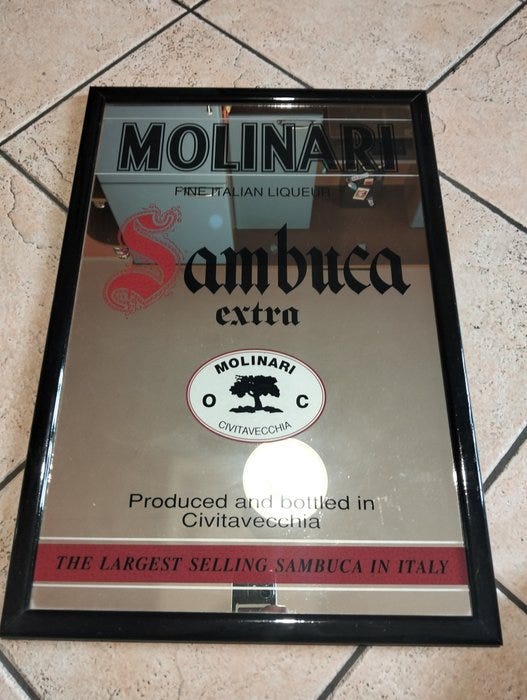 MOLINARI
FINE ITALIAN LIQUEUR
Sambuca
extra
MOLINARI
O C
CIVITAVECCHIA
Produced and bottled in
Civitavecchia
THE LARGEST SELLING SAMBUCA IN ITALY